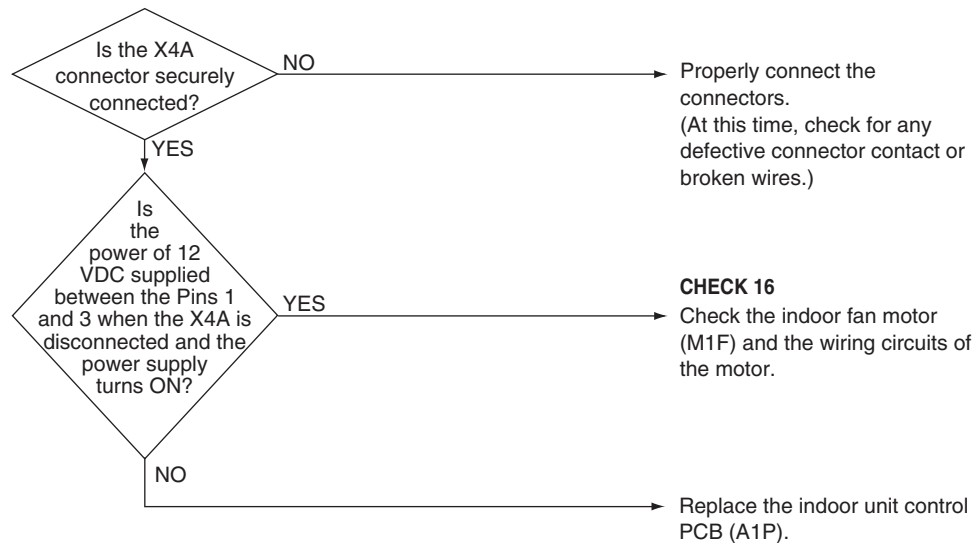 Is the X4A
connector securely
connected?
NO
Properly connect the
connectors.
(At this time, check for any
defective connector contact or
broken wires.)
YES
Is
the
power of 12
VDC supplied
between the Pins 1
and 3 when the X4A is
disconnected and the
power supply
turns ON?
YES
CHECK 16
Check the indoor fan motor
(M1F) and the wiring circuits of
the motor.
NO
Replace the indoor unit control
PCB (A1P).